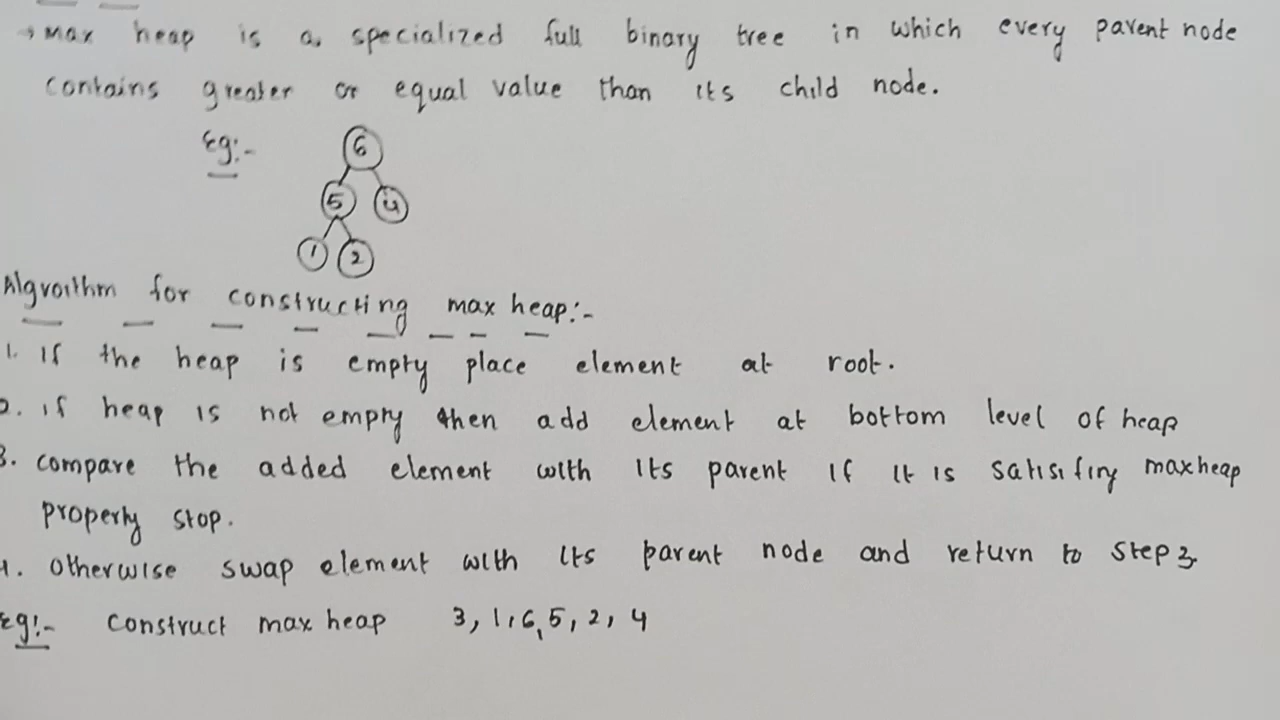 → max heap is a specialized full binary tree in which every parent node
contains greater or equal value than its child node.
Eg:-
6
5 4
1 2
Algroithm for constructing max heap:-
1. If the heap is empty place element at root.
2. if heap is not empty then add element at bottom level of heap
3. compare the added element with its parent if it is satisifiny maxheap
property stop.
4. Otherwise swap element with its parent node and return to step 3
Eg:- construct max heap 3, 1, 6, 5, 2, 4